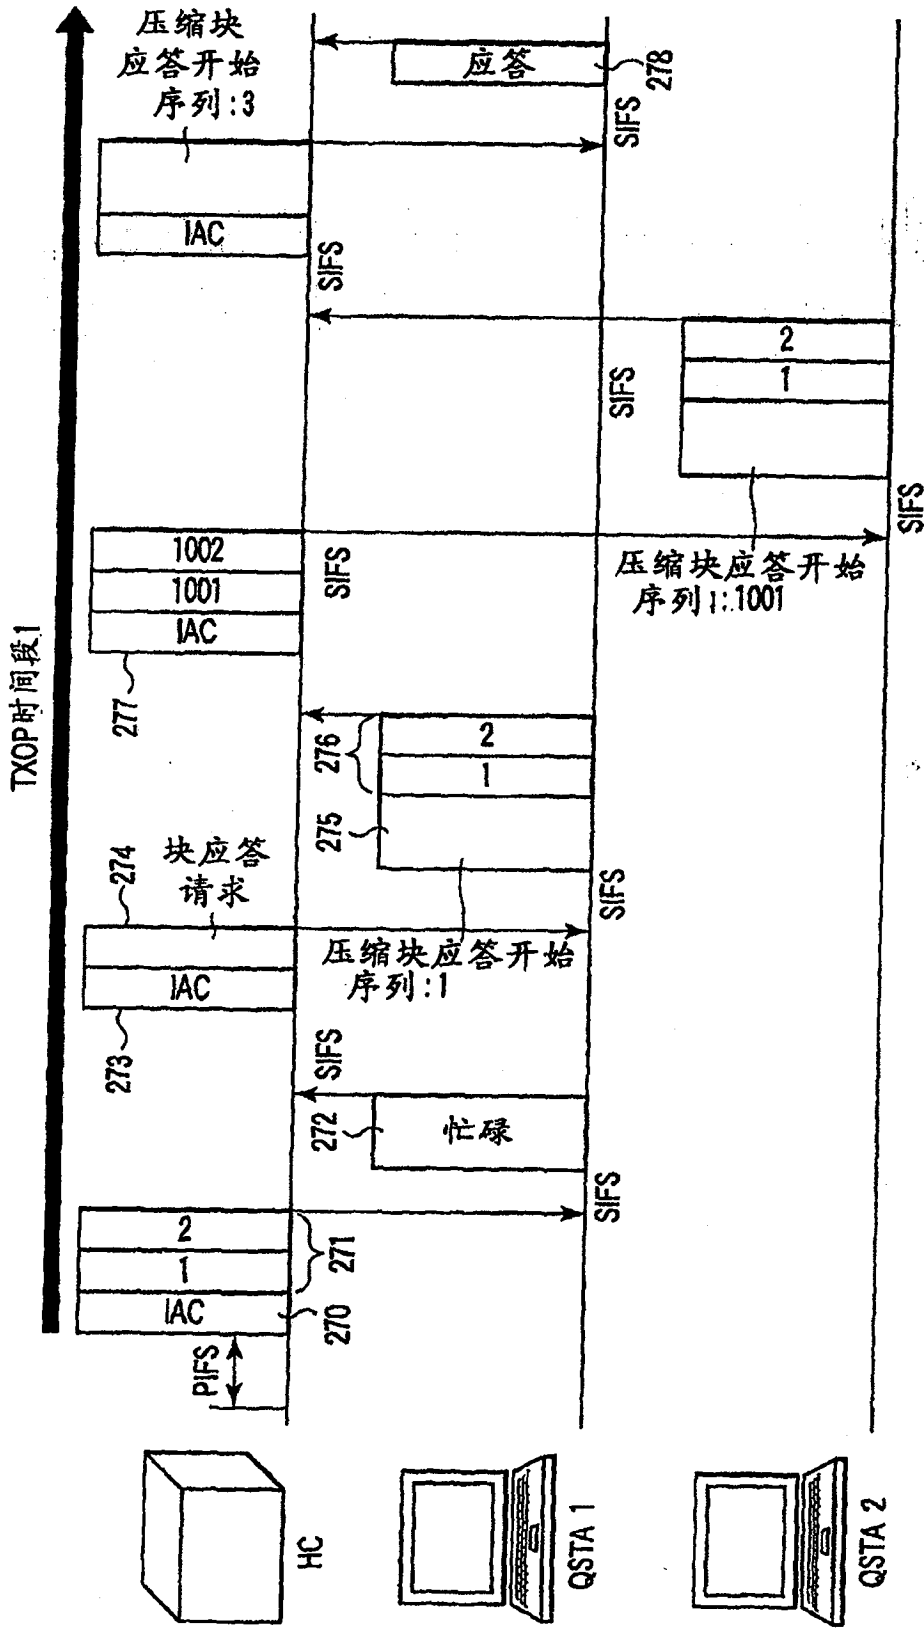 TXOP时间段1
HC
PIFS
IAC
1
2
270
271
SIFS
忙碌
272
SIFS
IAC
273
274
块应答
请求
SIFS
压缩块应答开始
序列:1
275
1
2
276
IAC
1001
1002
277
SIFS
SIFS
压缩块应答开始
序列1:1001
1
2
SIFS
SIFS
IAC
压缩块
应答开始
序列:3
SIFS
应答
278
QSTA 1
QSTA 2